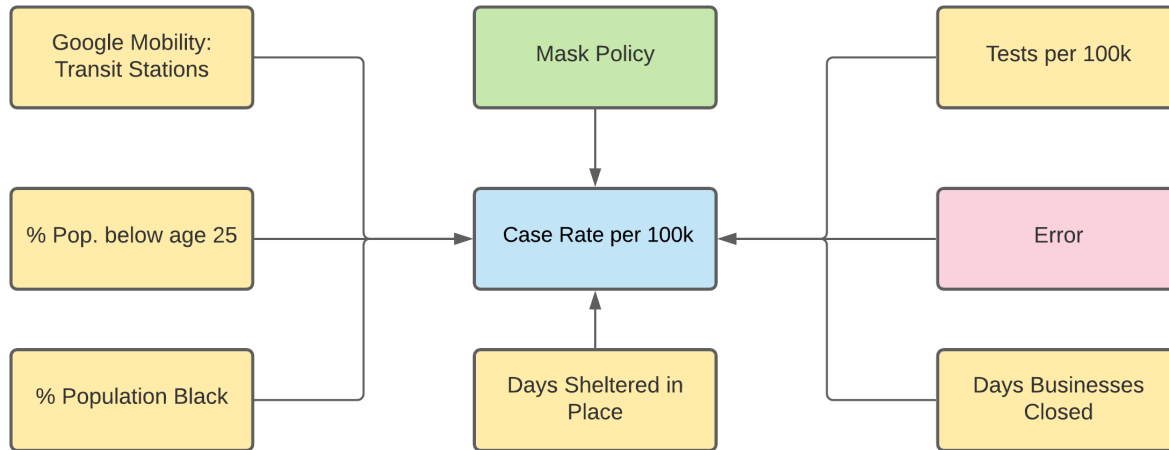 Google Mobility:
Transit Stations
Mask Policy
Tests per 100k
% Pop. below age 25
Case Rate per 100k
Error
% Population Black
Days Sheltered in
Place
Days Businesses
Closed